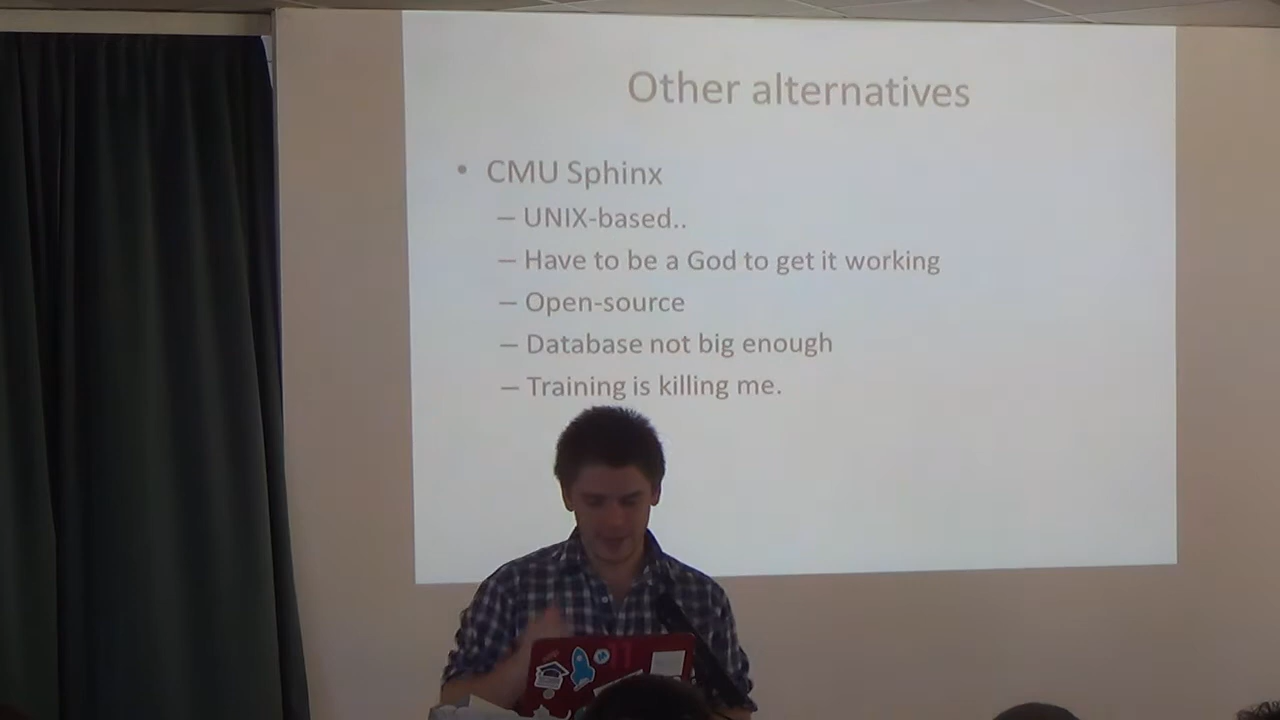 Other alternatives
• CMU Sphinx
– UNIX-based..
– Have to be a God to get it working
– Open-source
– Database not big enough
– Training is killing me.